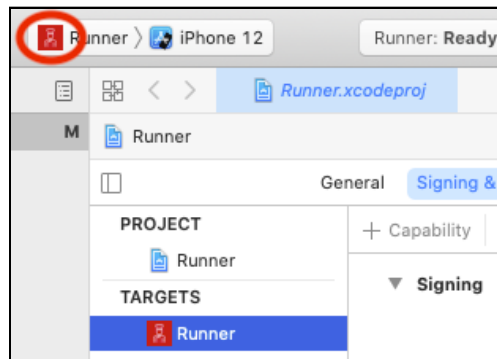 Runner 〉 iPhone 12 Runner: Ready
Runner.xcodeproj
M Runner
General Signing &
PROJECT
+ Capability
Runner
Signing
TARGETS
Runner